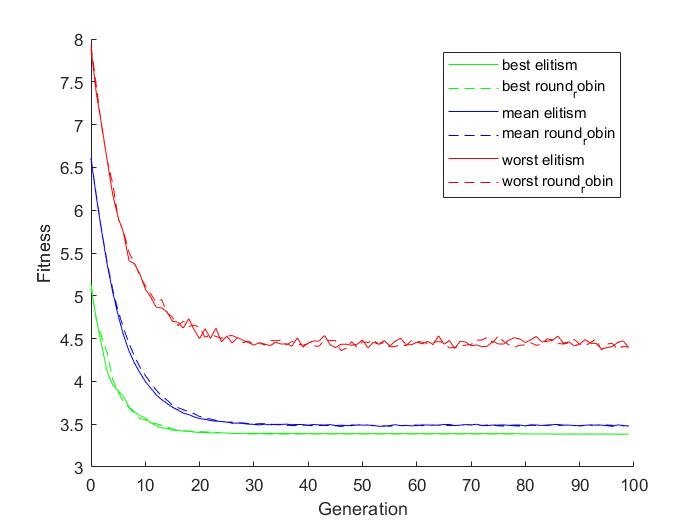 8
7.5
7
6.5
6
5.5
5
4.5
4
3.5
3
Fitness
0 10 20 30 40 50 60 70 80 90 100
Generation
best elitism
best round_robin
mean elitism
mean round_robin
worst elitism
worst round_robin